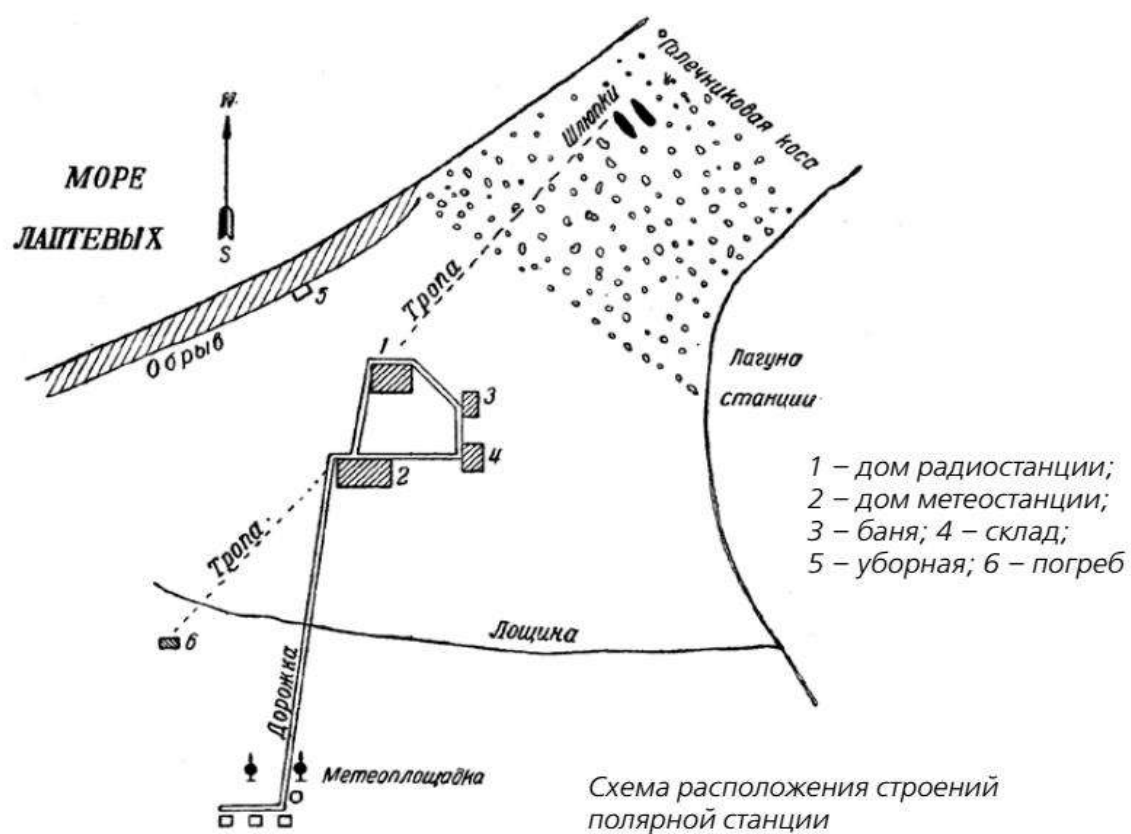 Галечниковая коса
Шлюпки
N
МОРЕ
ЛАПТЕВЫХ
S
5
Тропа
Обрыв
1
3
Лагуна
станции
4
2
1 – дом радиостанции;
2 – дом метеостанции;
3 – баня; 4 – склад;
5 – уборная; 6 – погреб
Тропа
6
Лощина
Дорожка
Метеоплощадка
Схема расположения строений
полярной станции